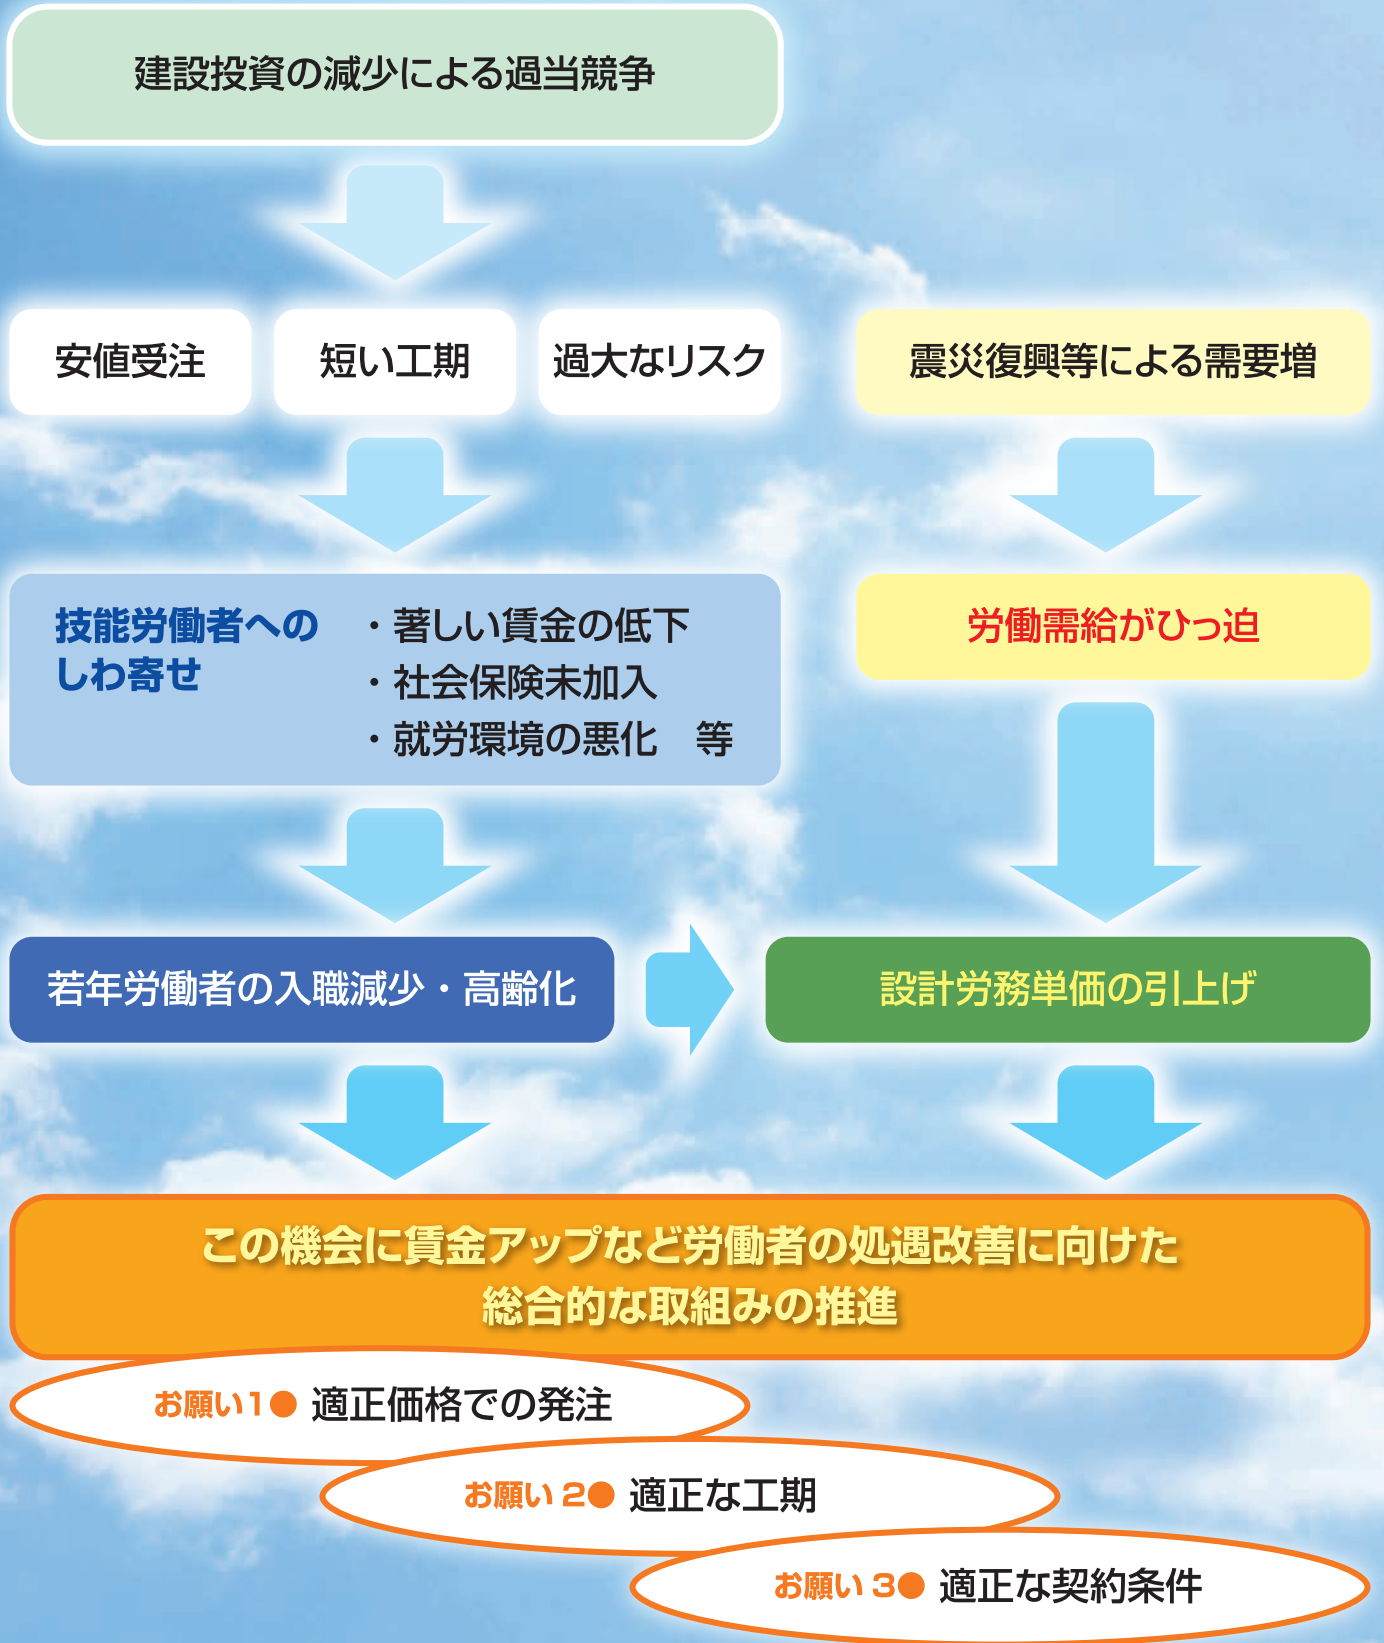 建設投資の減少による過当競争
安値受注
短い工期
過大なリスク
震災復興等による需要増
技能労働者への
しわ寄せ
・著しい賃金の低下
・社会保険未加入
・就労環境の悪化　等
労働需給がひっ迫
若年労働者の入職減少・高齢化
設計労務単価の引上げ
この機会に賃金アップなど労働者の処遇改善に向けた
総合的な取組みの推進
お願い1● 適正価格での発注
お願い2● 適正な工期
お願い3● 適正な契約条件